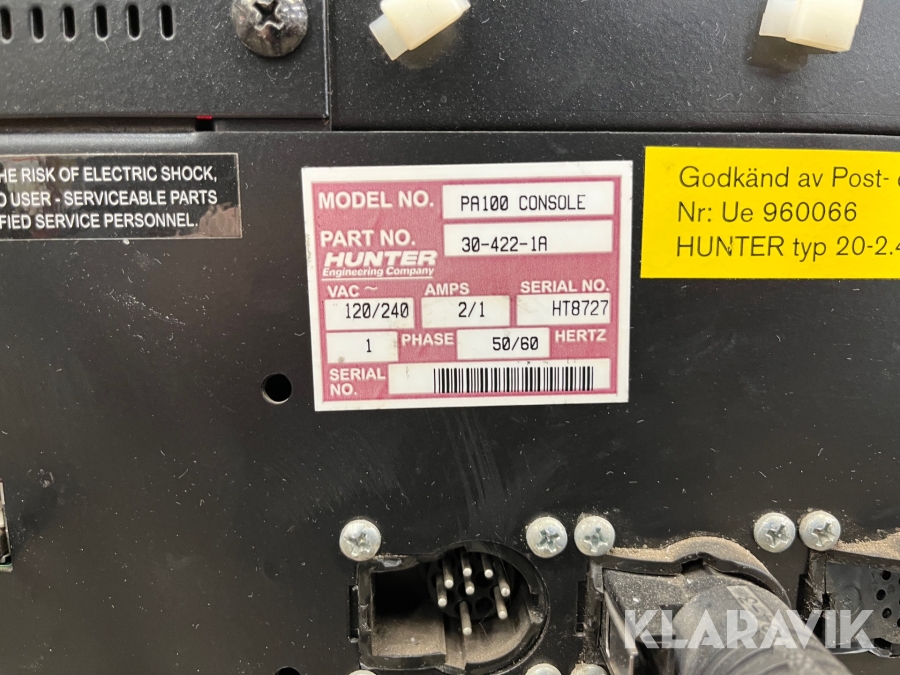 HE RISK OF ELECTRIC SHOCK,
O USER - SERVICEABLE PARTS
FIED SERVICE PERSONNEL.
MODEL NO. PA100 CONSOLE
PART NO. 30-422-1A
HUNTER
Engineering Company
VAC ~ AMPS SERIAL NO.
120/240 2/1 HT8727
1 PHASE 50/60 HERTZ
SERIAL
NO.
Godkänd av Post-
Nr: Ue 960066
HUNTER typ 20-2.4
KLARAVIK